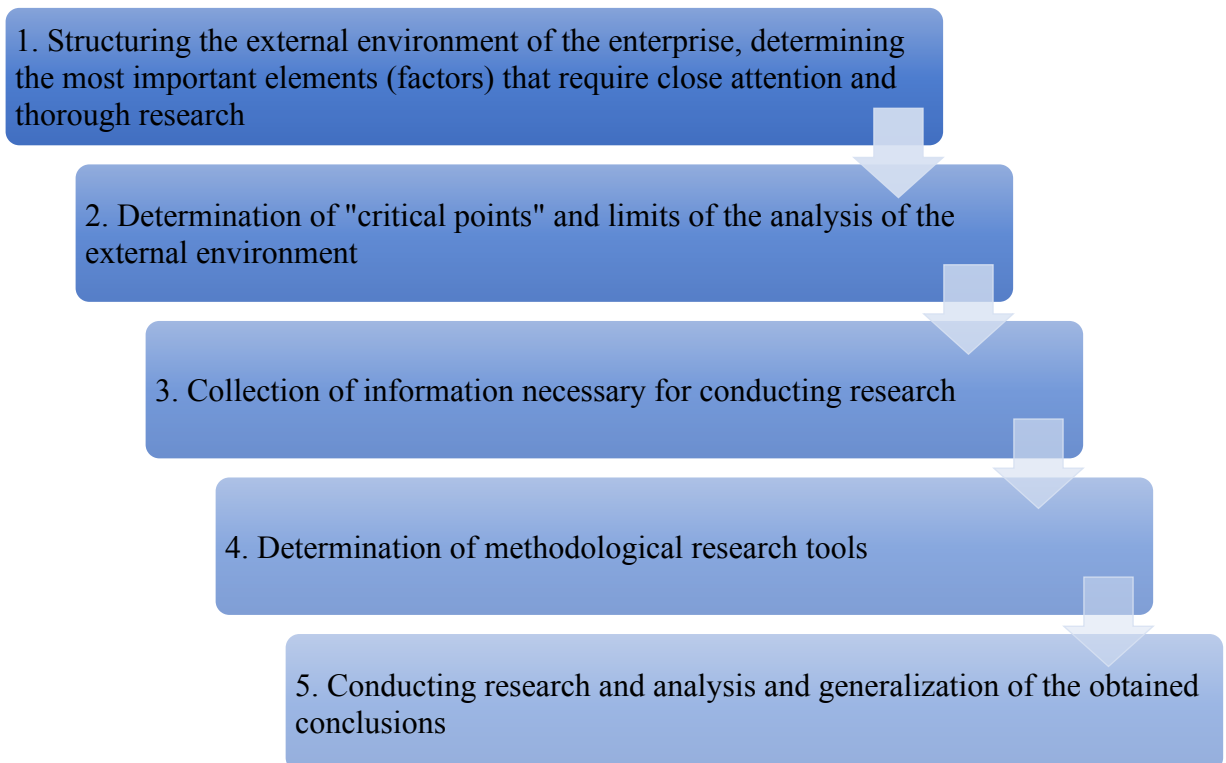 1. Structuring the external environment of the enterprise, determining
the most important elements (factors) that require close attention and
thorough research
2. Determination of "critical points" and limits of the analysis of the
external environment
3. Collection of information necessary for conducting research
4. Determination of methodological research tools
5. Conducting research and analysis and generalization of the obtained
conclusions